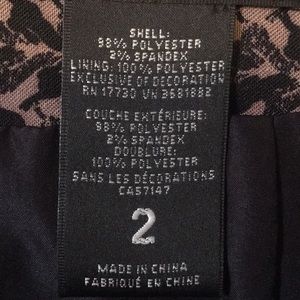 SHELL:
98% POLYESTER
2% SPANDEX
LINING: 100% POLYESTER
EXCLUSIVE OF DECORATION
RN 17730 VN 3581882
COUCHE EXTÉRIEURE:
98% POLYESTER
2% SPANDEX
DOUBLURE:
100% POLYESTER
SANS LES DÉCORATIONS
CA57147
2
MADE IN CHINA
FABRIQUÉ EN CHINE